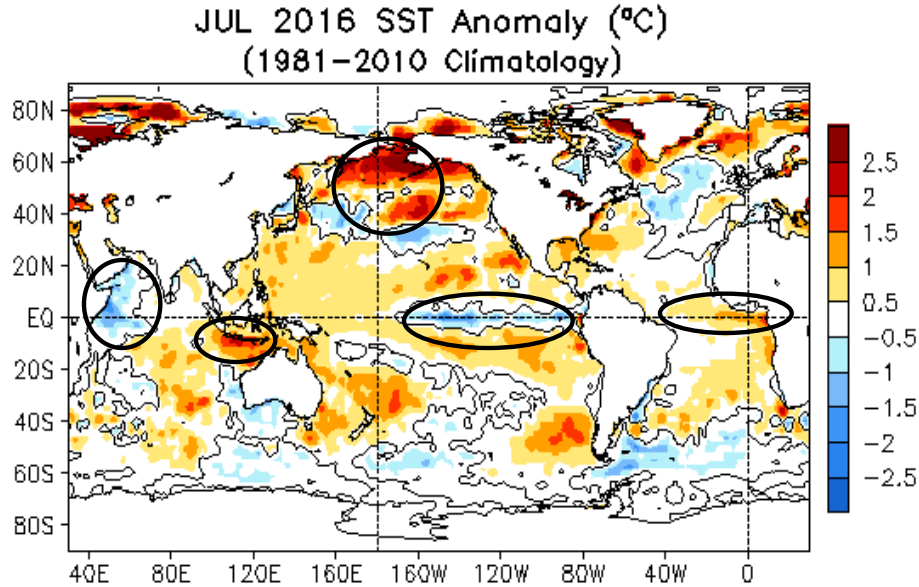 JUL 2016 SST Anomaly (ºC)
(1981−2010 Climatology)
80N
60N
40N
20N
EQ
20S
40S
60S
80S
40E 80E 120E 160E 160W 120W 80W 40W 0
2.5
2
1.5
1
0.5
−0.5
−1
−1.5
−2
−2.5